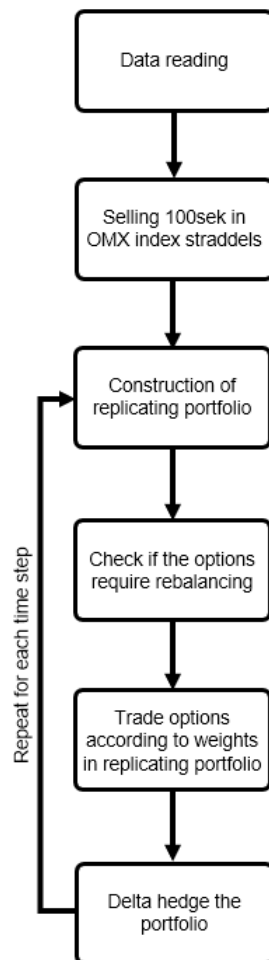 Data reading
Selling 100sek in
OMX index straddels
Construction of
replicating portfolio
Check if the options
require rebalancing
Trade options
according to weights
in replicating portfolio
Delta hedge the
portfolio
Repeat for each time step